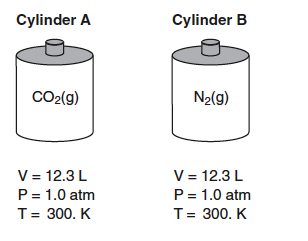 Cylinder A
CO₂(g)
V = 12.3 L
P = 1.0 atm
T = 300. K
Cylinder B
N₂(g)
V = 12.3 L
P = 1.0 atm
T = 300. K